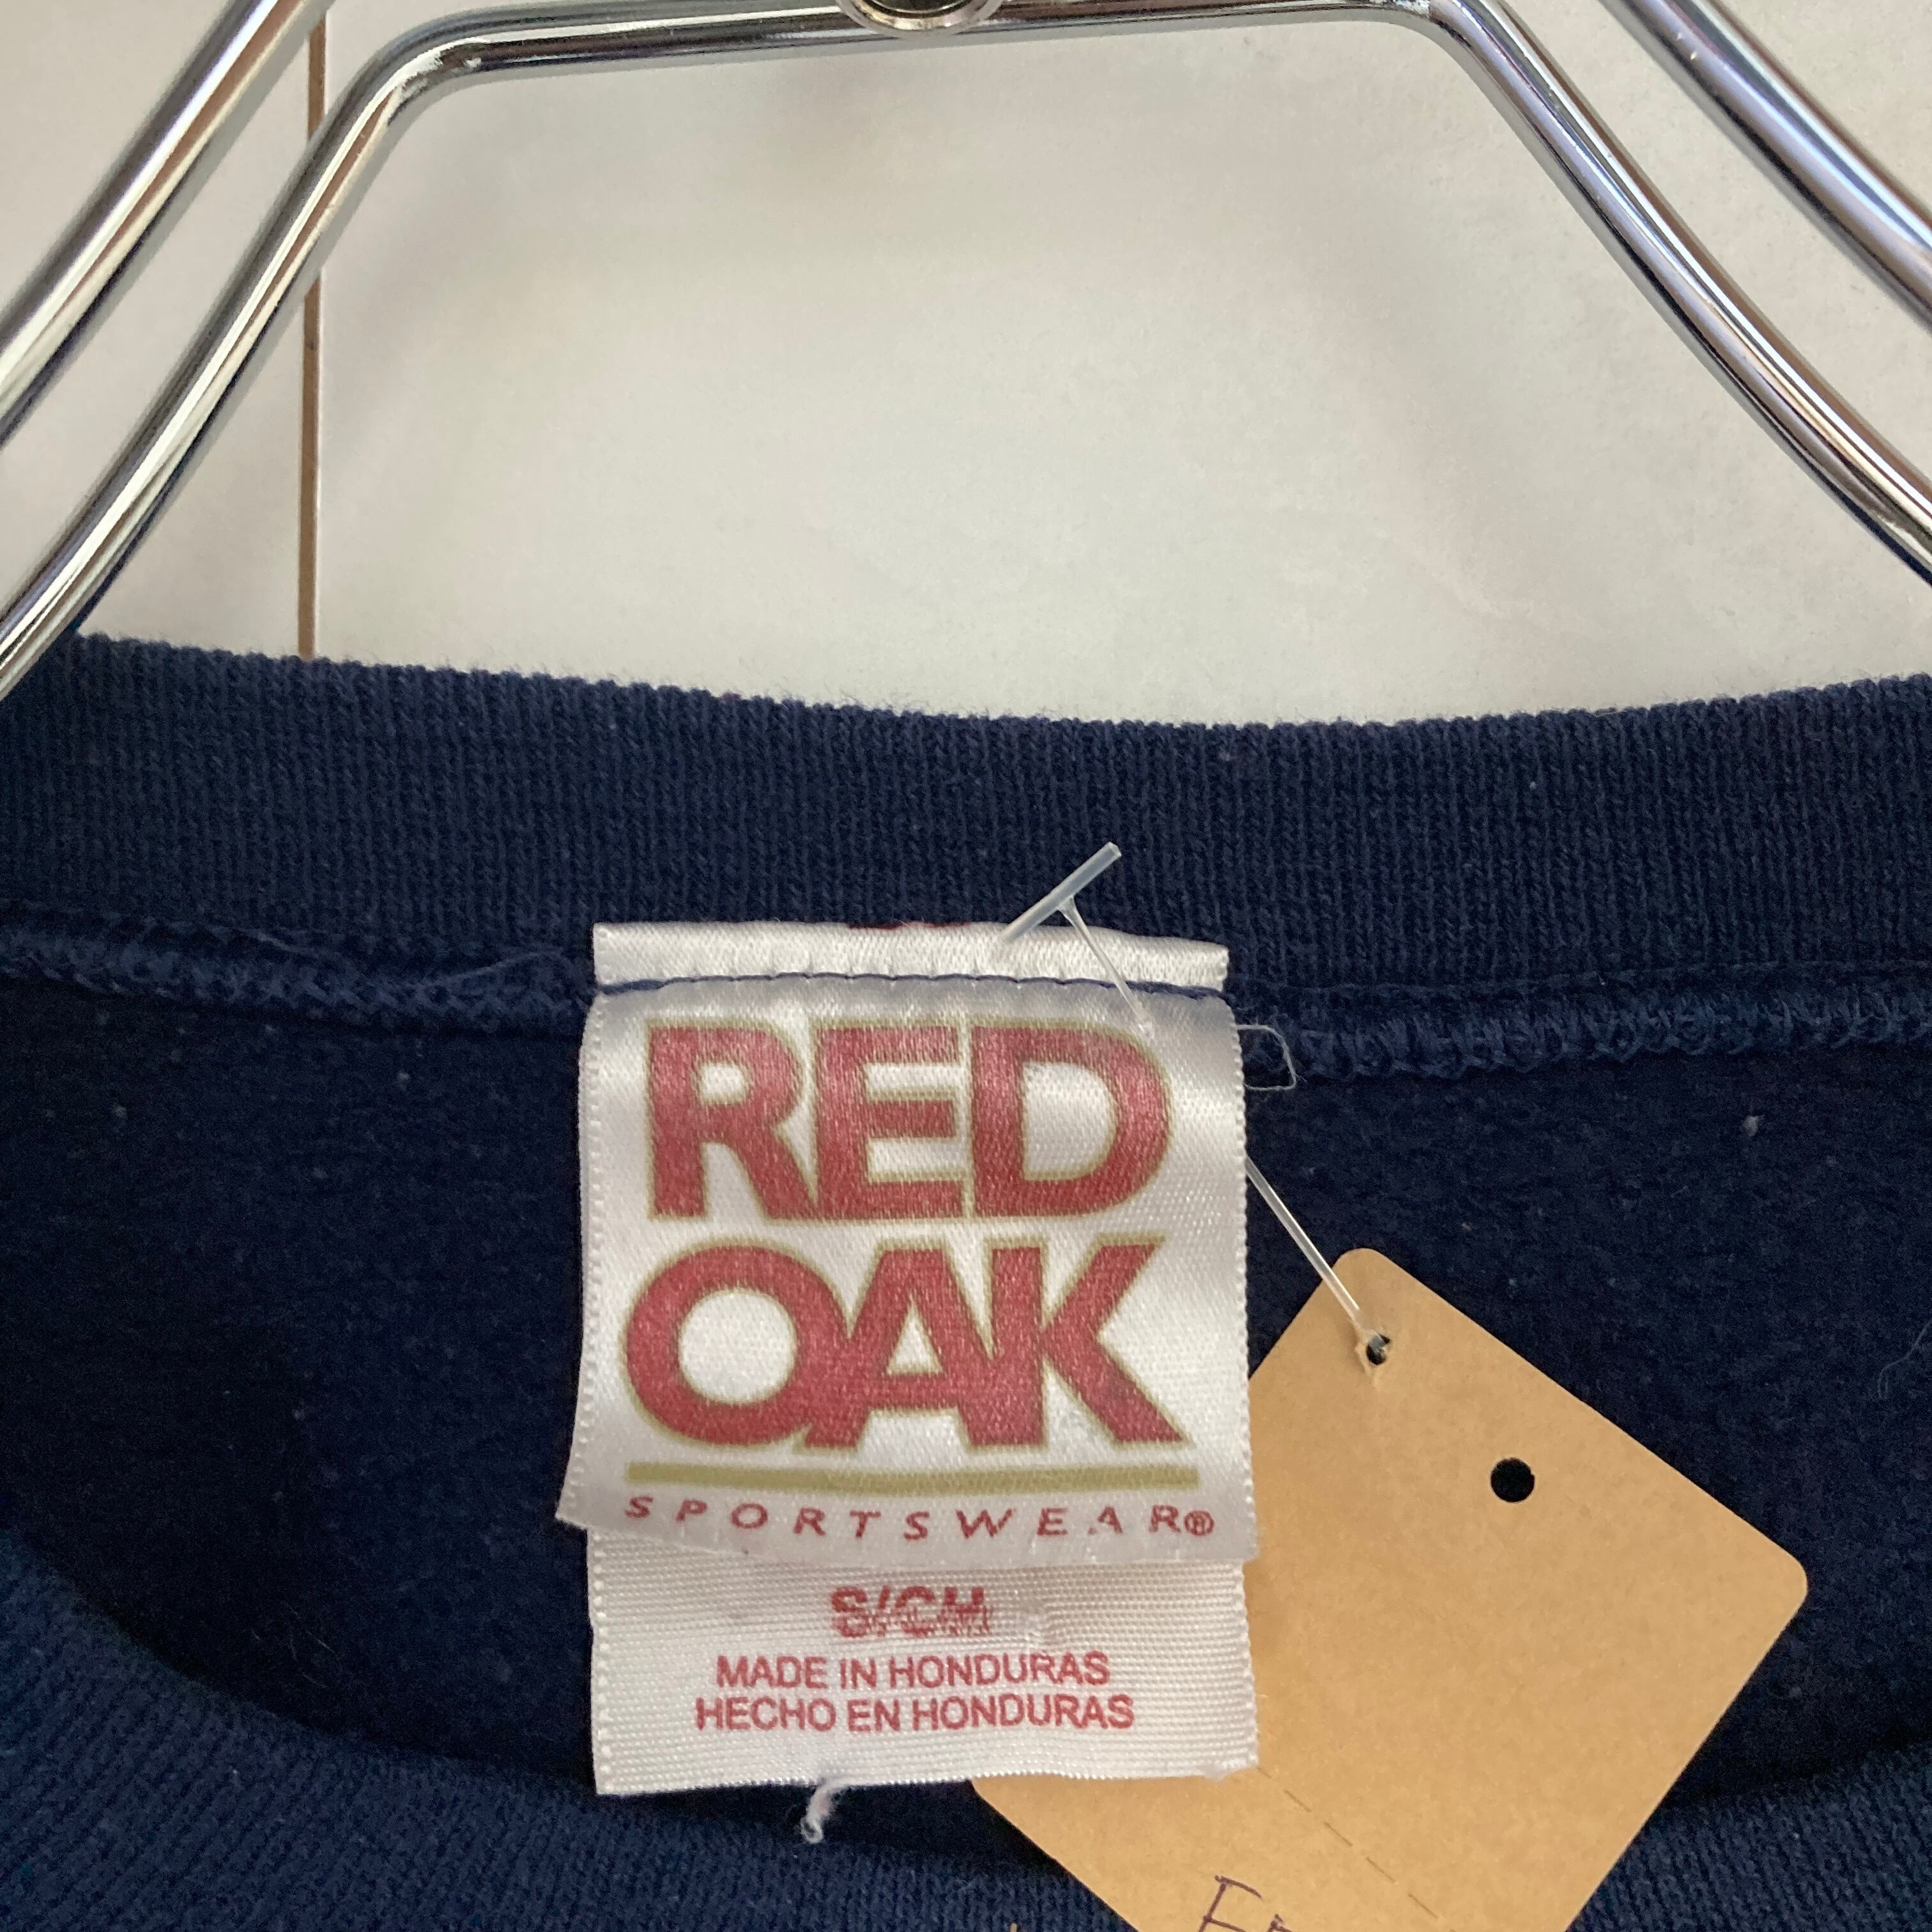 RED
OAK
SPORTSWEAR®
S/CH
MADE IN HONDURAS
HECHO EN HONDURAS